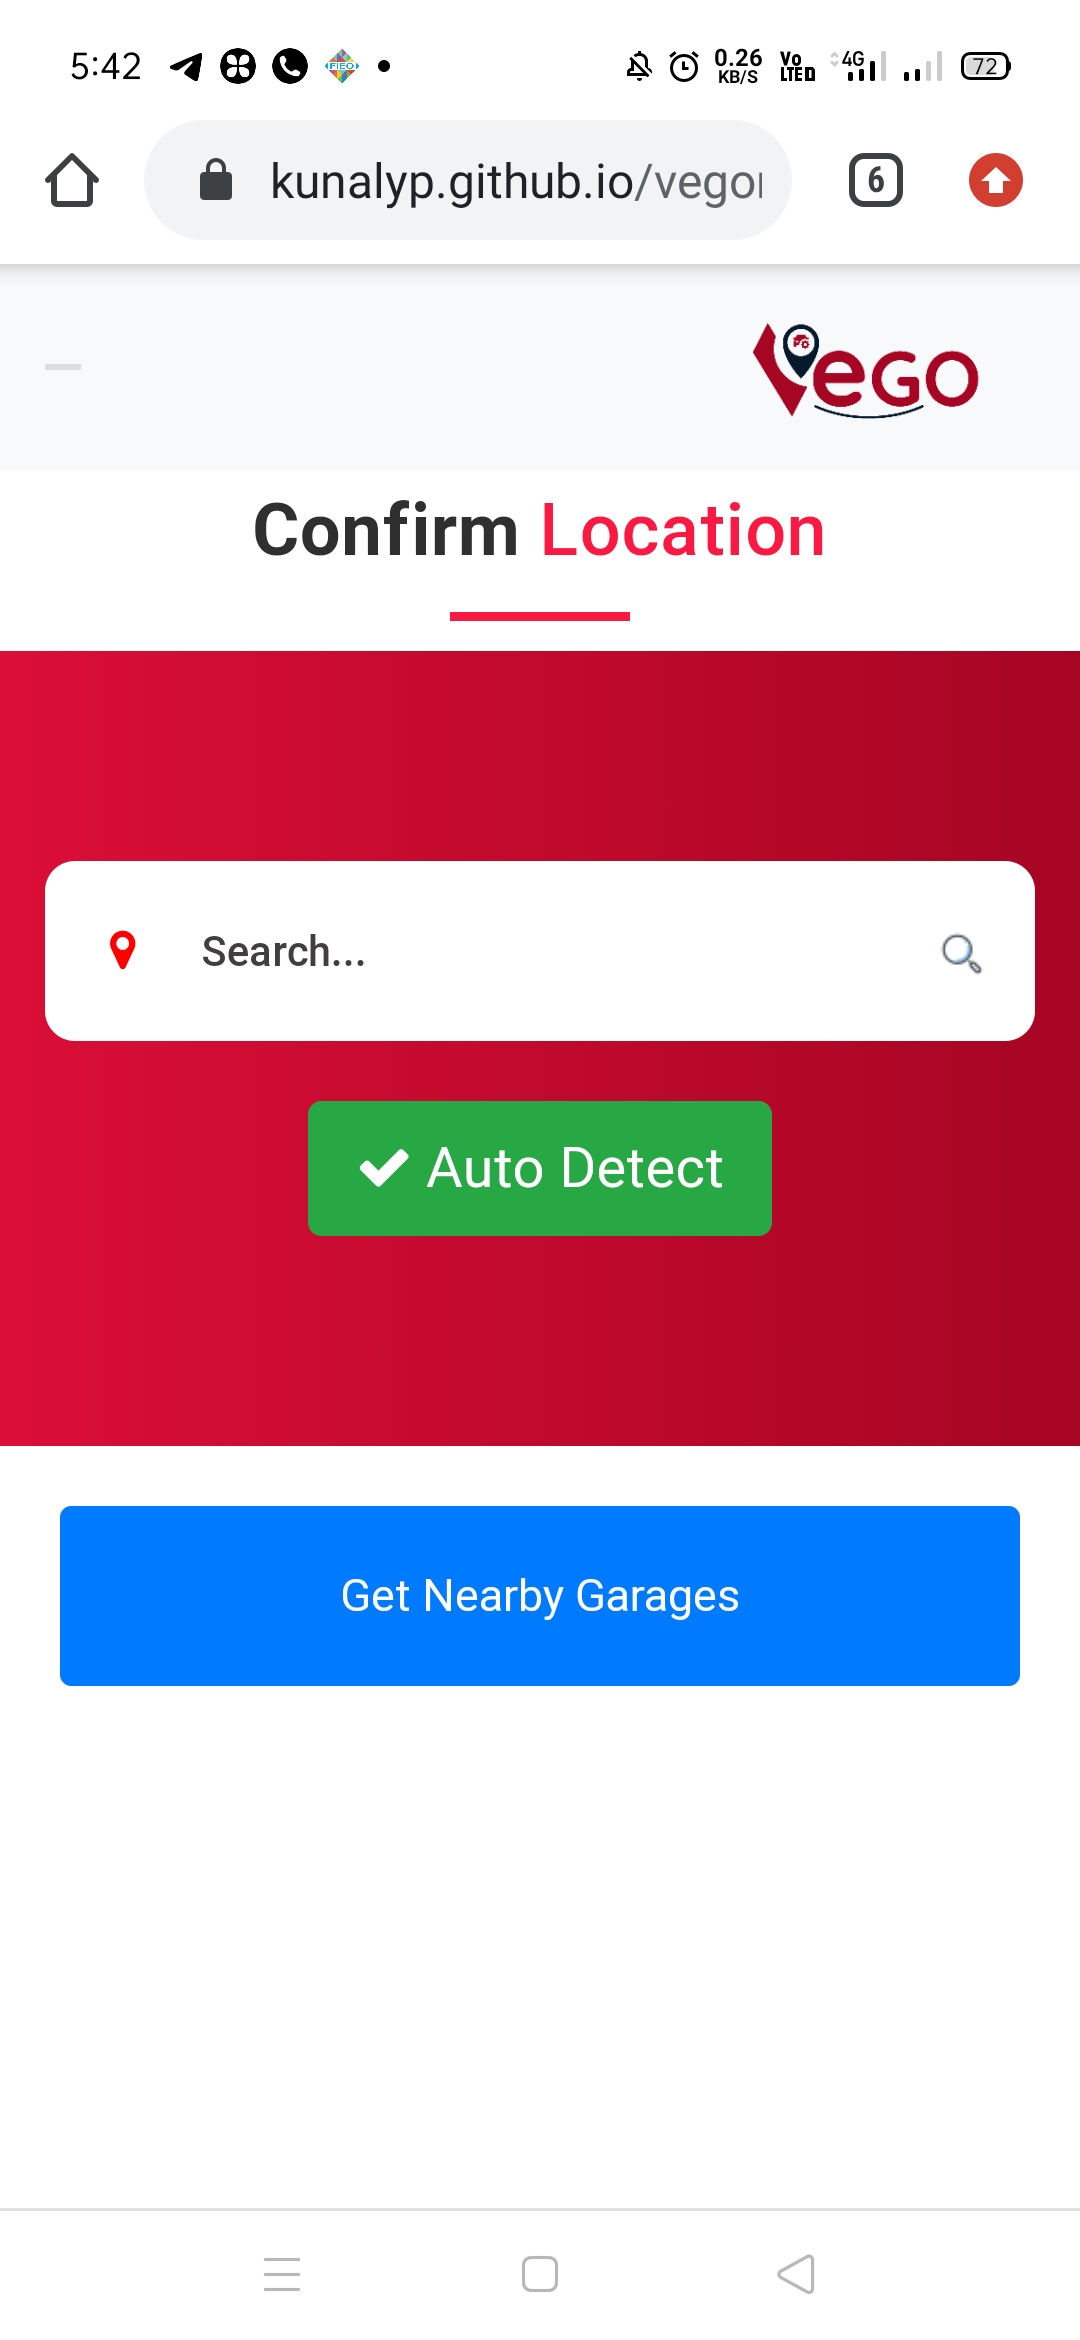 5:42 FIEO 0.26 KB/S Vo LTE 4G 72
kunalyp.github.io/vego
6
Vego
Confirm Location
Search...
Auto Detect
Get Nearby Garages